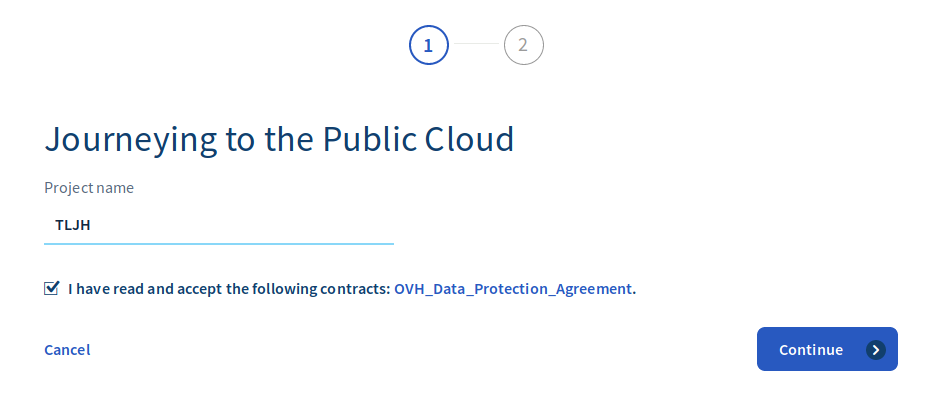 1 2
Journeying to the Public Cloud
Project name
TLJH
I have read and accept the following contracts: OVH_Data_Protection_Agreement.
Cancel Continue